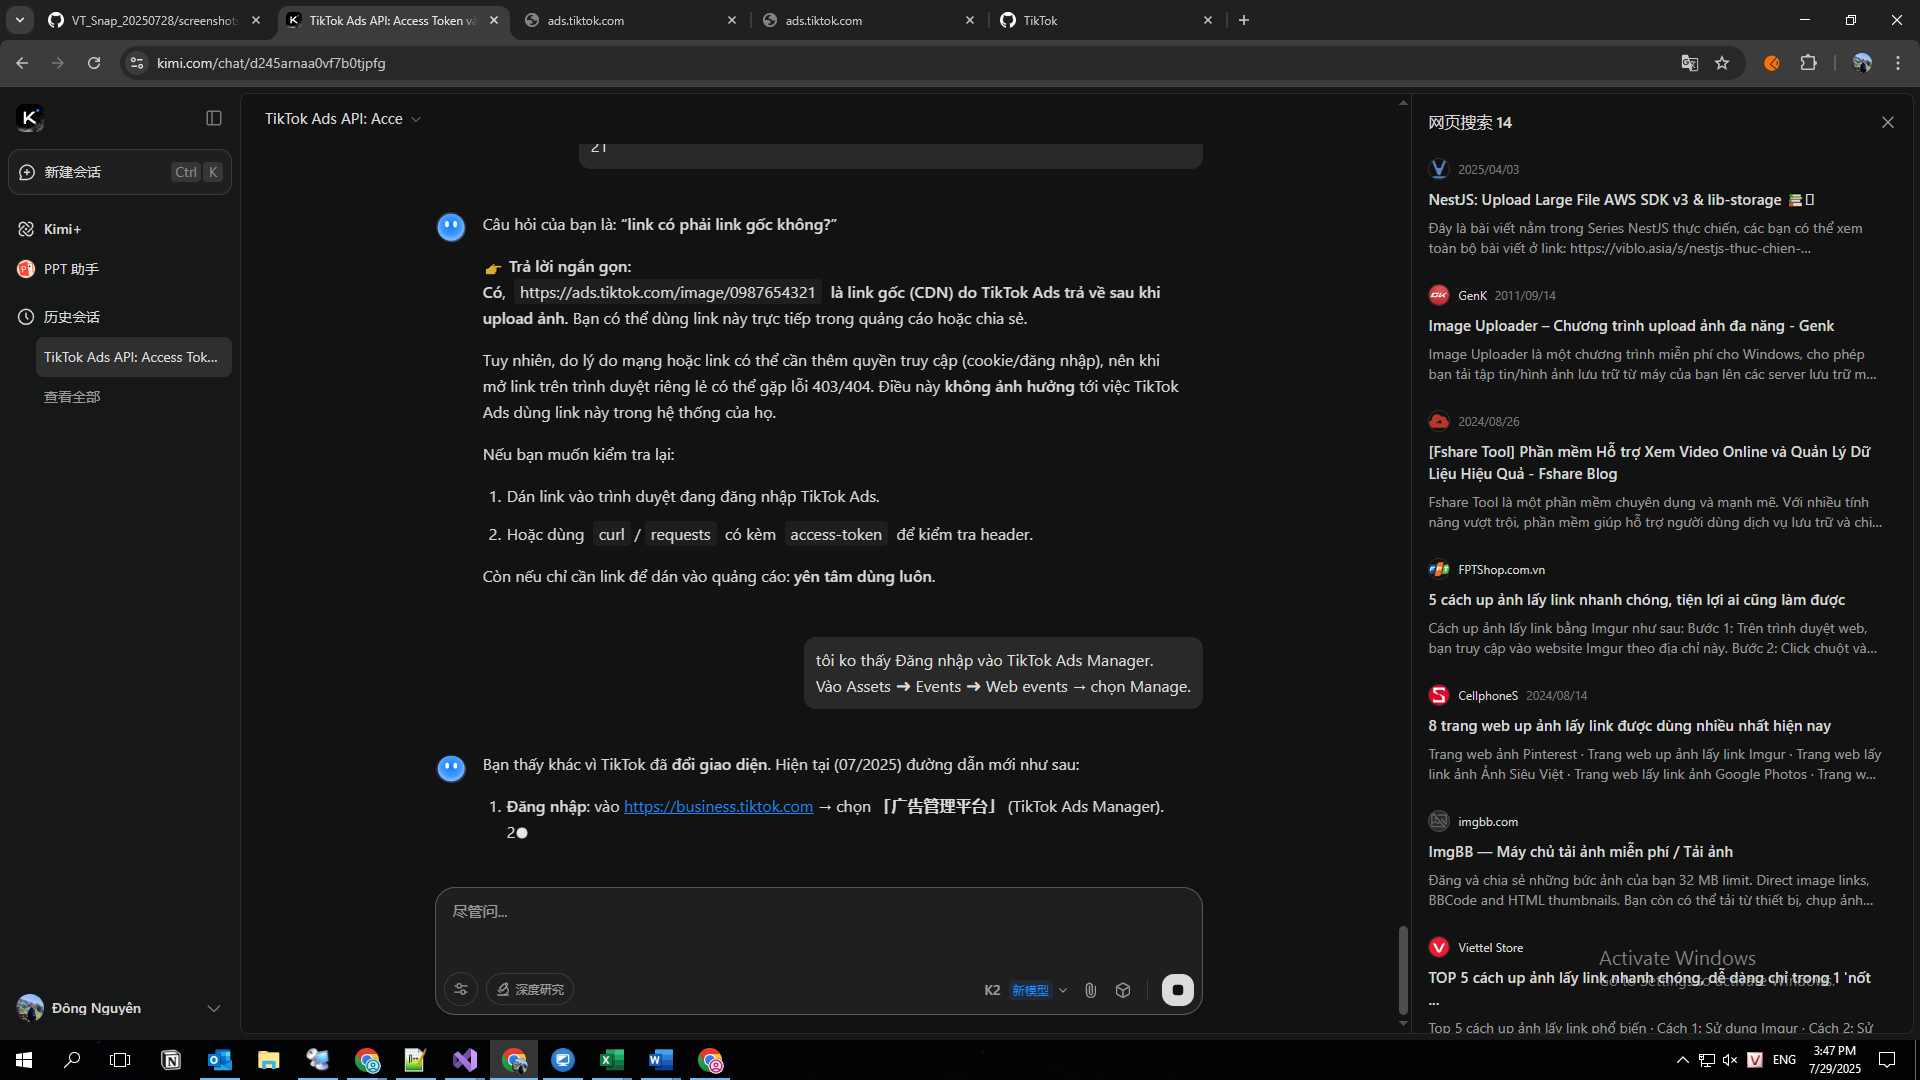 VT_Snap_20250728/screenshot
TikTok Ads API: Access Token và
ads.tiktok.com
ads.tiktok.com
TikTok
kimi.com/chat/d245arnaa0vf7b0tjpfg
新建会话
Ctrl K
Kimi+
PPT 助手
历史会话
TikTok Ads API: Access Tok...
查看全部
Đông Nguyên
TikTok Ads API: Acce
21
Câu hỏi của bạn là: “link có phải link gốc không?”
👉 Trả lời ngắn gọn:
Có, https://ads.tiktok.com/image/0987654321 là link gốc (CDN) do TikTok Ads trả về sau khi
upload ảnh. Bạn có thể dùng link này trực tiếp trong quảng cáo hoặc chia sẻ.
Tuy nhiên, do lý do mạng hoặc link có thể cần thêm quyền truy cập (cookie/đăng nhập), nên khi
mở link trên trình duyệt riêng lẻ có thể gặp lỗi 403/404. Điều này không ảnh hưởng tới việc TikTok
Ads dùng link này trong hệ thống của họ.
Nếu bạn muốn kiểm tra lại:
1. Dán link vào trình duyệt đang đăng nhập TikTok Ads.
2. Hoặc dùng curl / requests có kèm access-token để kiểm tra header.
Còn nếu chỉ cần link để dán vào quảng cáo: yên tâm dùng luôn.
tôi ko thấy Đăng nhập vào TikTok Ads Manager.
Vào Assets ➜ Events ➜ Web events → chọn Manage.
Bạn thấy khác vì TikTok đã đổi giao diện. Hiện tại (07/2025) đường dẫn mới như sau:
1. Đăng nhập: vào https://business.tiktok.com → chọn 「广告管理平台」 (TikTok Ads Manager).
2
尽管问...
深度研究
K2 新模型
网页搜索 14
2025/04/03
NestJS: Upload Large File AWS SDK v3 & lib-storage
Đây là bài viết nằm trong Series NestJS thực chiến, các bạn có thể xem
toàn bộ bài viết ở link: https://viblo.asia/s/nestjs-thuc-chien-...
GenK 2011/09/14
Image Uploader – Chương trình upload ảnh đa năng - Genk
Image Uploader là một chương trình miễn phí cho Windows, cho phép
bạn tải tập tin/hình ảnh lưu trữ từ máy của bạn lên các server lưu trữ m...
2024/08/26
[Fshare Tool] Phần mềm Hỗ trợ Xem Video Online và Quản Lý Dữ
Liệu Hiệu Quả - Fshare Blog
Fshare Tool là một phần mềm chuyên dụng và mạnh mẽ. Với nhiều tính
năng vượt trội, phần mềm giúp hỗ trợ người dùng dịch vụ lưu trữ và chi...
FPTShop.com.vn
5 cách up ảnh lấy link nhanh chóng, tiện lợi ai cũng làm được
Cách up ảnh lấy link bằng Imgur như sau: Bước 1: Trên trình duyệt web,
bạn truy cập vào website Imgur theo địa chỉ này. Bước 2: Click chuột và...
CellphoneS 2024/08/14
8 trang web up ảnh lấy link được dùng nhiều nhất hiện nay
Trang web ảnh Pinterest · Trang web up ảnh lấy link Imgur · Trang web lấy
link ảnh Ảnh Siêu Việt · Trang web lấy link ảnh Google Photos · Trang w...
imgbb.com
ImgBB — Máy chủ tải ảnh miễn phí / Tải ảnh
Đăng và chia sẻ những bức ảnh của bạn 32 MB limit. Direct image links,
BBCode and HTML thumbnails. Bạn còn có thể tải từ thiết bị, chụp ảnh...
Viettel Store
TOP 5 cách up ảnh lấy link nhanh chóng, dễ dàng chỉ trong 1 'nốt
...
Top 5 cách up ảnh lấy link phổ biến · Cách 1: Sử dụng Imgur · Cách 2: Sử
Activate Windows
Go to Settings to activate Windows.
ENG
3:47 PM
7/29/2025